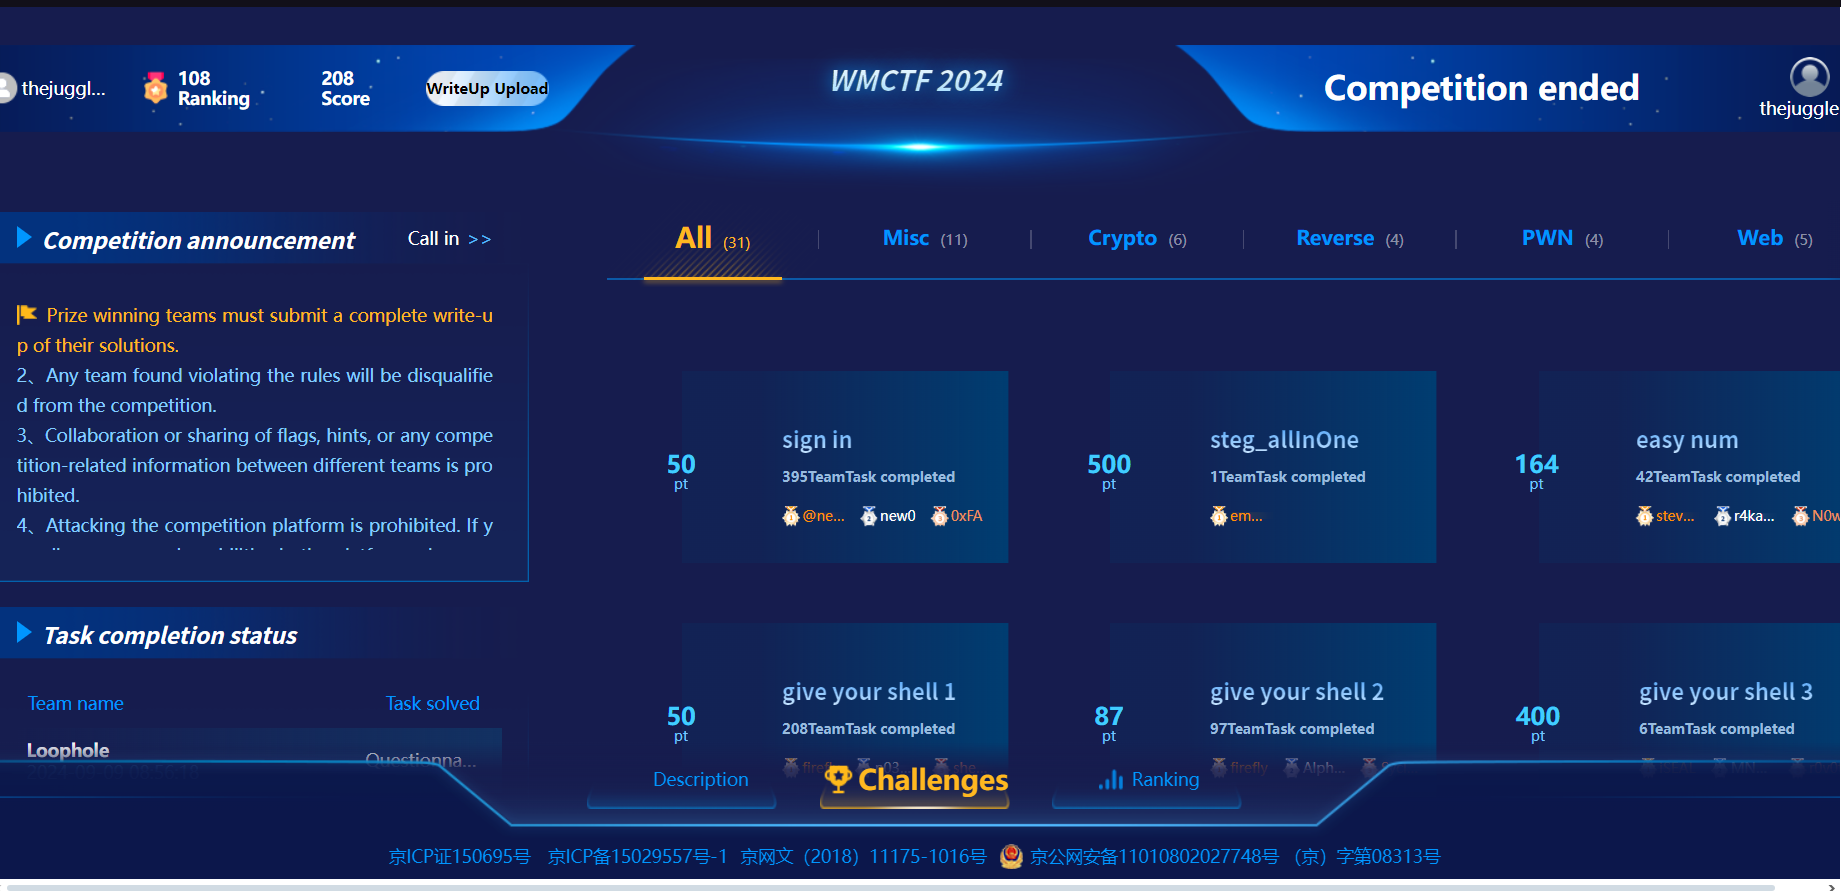 thejuggl...
108
Ranking
208
Score
WriteUp Upload
WMCTF 2024
Competition ended
thejuggle
Competition announcement
Call in >>
All (31)
Misc (11)
Crypto (6)
Reverse (4)
PWN (4)
Web (5)
Prize winning teams must submit a complete write-u
p of their solutions.
2、Any team found violating the rules will be disqualifie
d from the competition.
3、Collaboration or sharing of flags, hints, or any compe
tition-related information between different teams is pro
hibited.
4、Attacking the competition platform is prohibited. If y
50
pt
sign in
395TeamTask completed
@ne... new0 0xFA
500
pt
steg_allInOne
1TeamTask completed
em...
164
pt
easy num
42TeamTask completed
stev... r4ka... N0w
Task completion status
Team name Task solved
Loophole
Questionna...
50
pt
give your shell 1
208TeamTask completed
87
pt
give your shell 2
97TeamTask completed
firefly Alph...
400
pt
give your shell 3
6TeamTask completed
Description
Challenges
Ranking
京ICP证150695号 京ICP备15029557号-1 京网文（2018）11175-1016号 京公网安备11010802027748号 （京）字第08313号